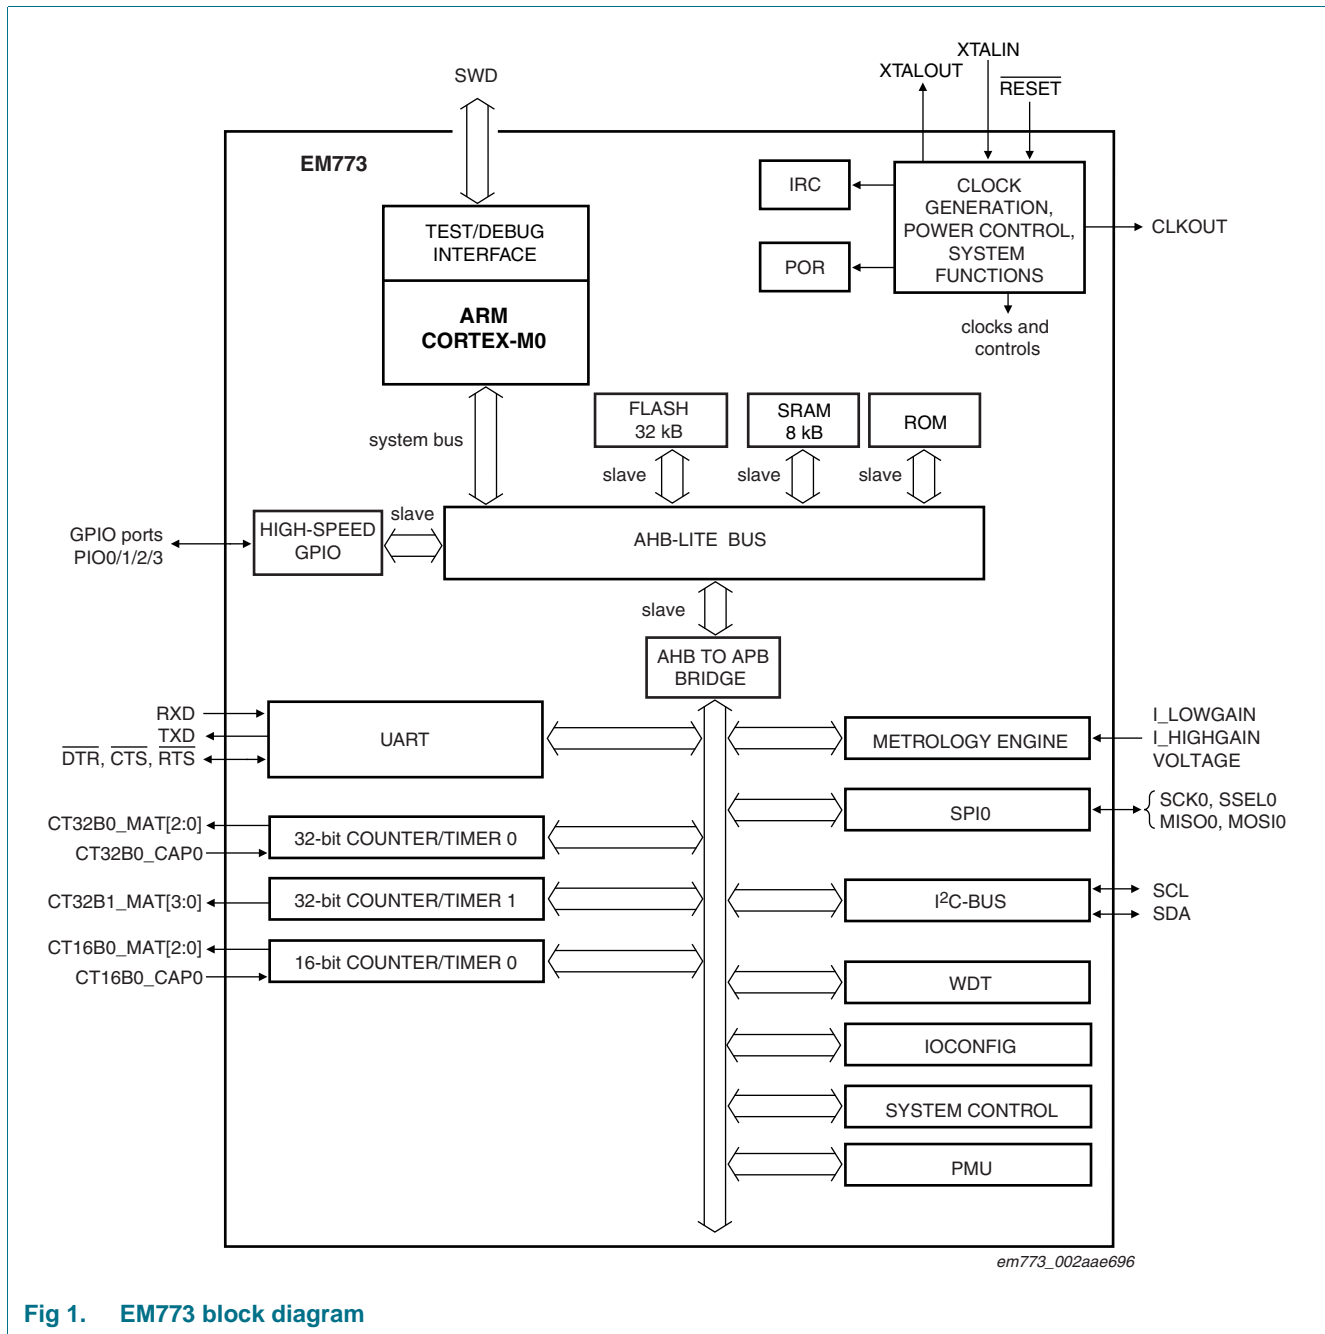 SWD
XTALIN
XTALOUT
RESET
EM773
IRC
POR
CLOCK
GENERATION,
POWER CONTROL,
SYSTEM
FUNCTIONS
CLKOUT
clocks and
controls
TEST/DEBUG
INTERFACE
ARM
CORTEX-M0
system bus
FLASH
32 kB
SRAM
8 kB
ROM
slave
slave
slave
GPIO ports
PIO0/1/2/3
HIGH-SPEED
GPIO
slave
AHB-LITE BUS
slave
AHB TO APB
BRIDGE
RXD
TXD
DTR, CTS, RTS
UART
METROLOGY ENGINE
I_LOWGAIN
I_HIGHGAIN
VOLTAGE
CT32B0_MAT[2:0]
CT32B0_CAP0
32-bit COUNTER/TIMER 0
SPI0
SCK0, SSEL0
MISO0, MOSI0
CT32B1_MAT[3:0]
32-bit COUNTER/TIMER 1
I2C-BUS
SCL
SDA
CT16B0_MAT[2:0]
CT16B0_CAP0
16-bit COUNTER/TIMER 0
WDT
IOCONFIG
SYSTEM CONTROL
PMU
em773_002aae696
Fig 1. EM773 block diagram